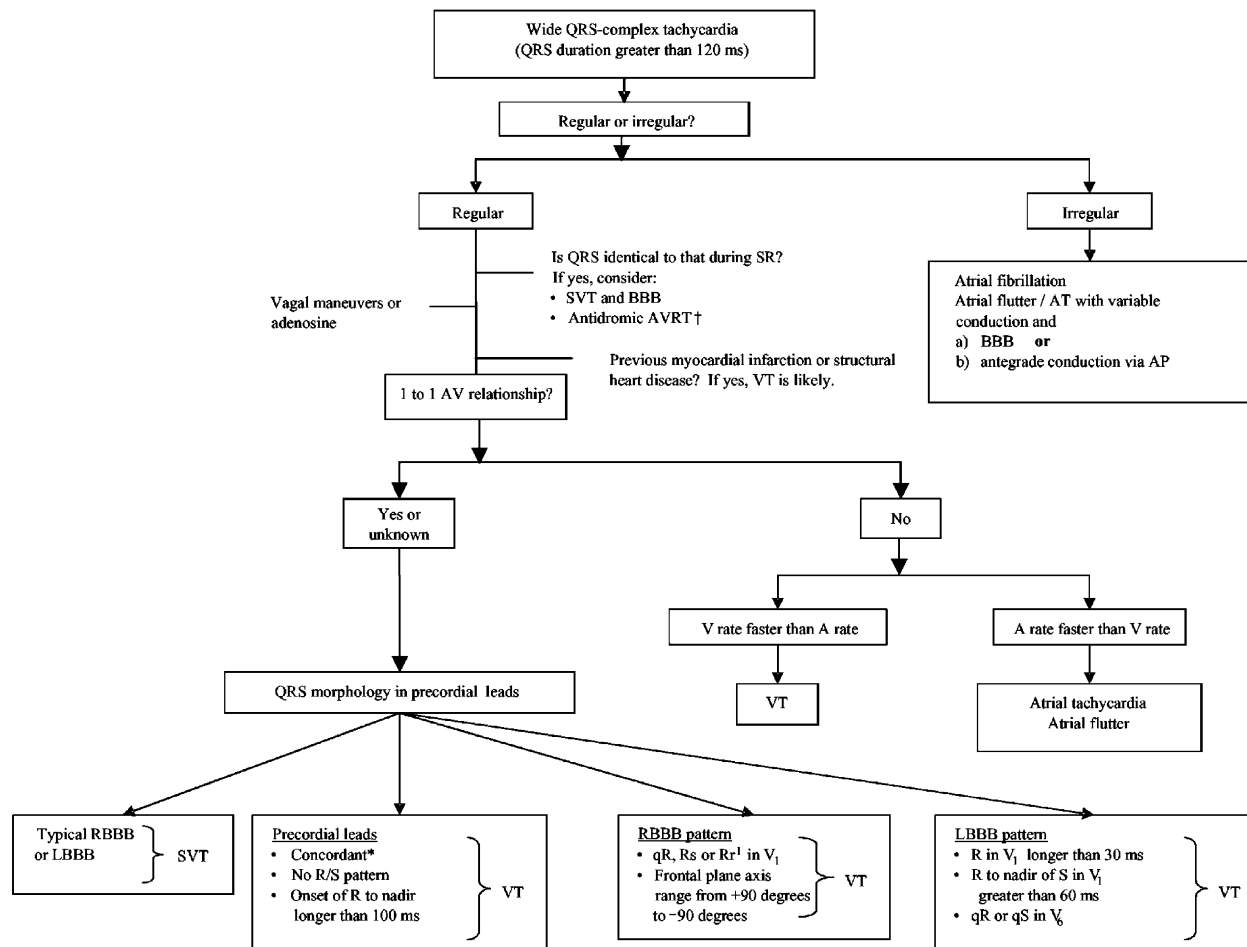 Wide QRS-complex tachycardia
(QRS duration greater than 120 ms)
Regular or irregular?
Regular
Irregular
Is QRS identical to that during SR?
If yes, consider:
• SVT and BBB
• Antidromic AVRT †
Vagal maneuvers or
adenosine
Previous myocardial infarction or structural
heart disease? If yes, VT is likely.
Atrial fibrillation
Atrial flutter / AT with variable
conduction and
a) BBB or
b) antegrade conduction via AP
1 to 1 AV relationship?
Yes or
unknown
No
V rate faster than A rate
A rate faster than V rate
QRS morphology in precordial leads
VT
Atrial tachycardia
Atrial flutter
Typical RBBB
or LBBB
SVT
Precordial leads
• Concordant*
• No R/S pattern
• Onset of R to nadir
longer than 100 ms
VT
RBBB pattern
• qR, Rs or Rr¹ in V₁
• Frontal plane axis
range from +90 degrees
to −90 degrees
VT
LBBB pattern
• R in V₁ longer than 30 ms
• R to nadir of S in V₁
greater than 60 ms
• qR or qS in V₆
VT